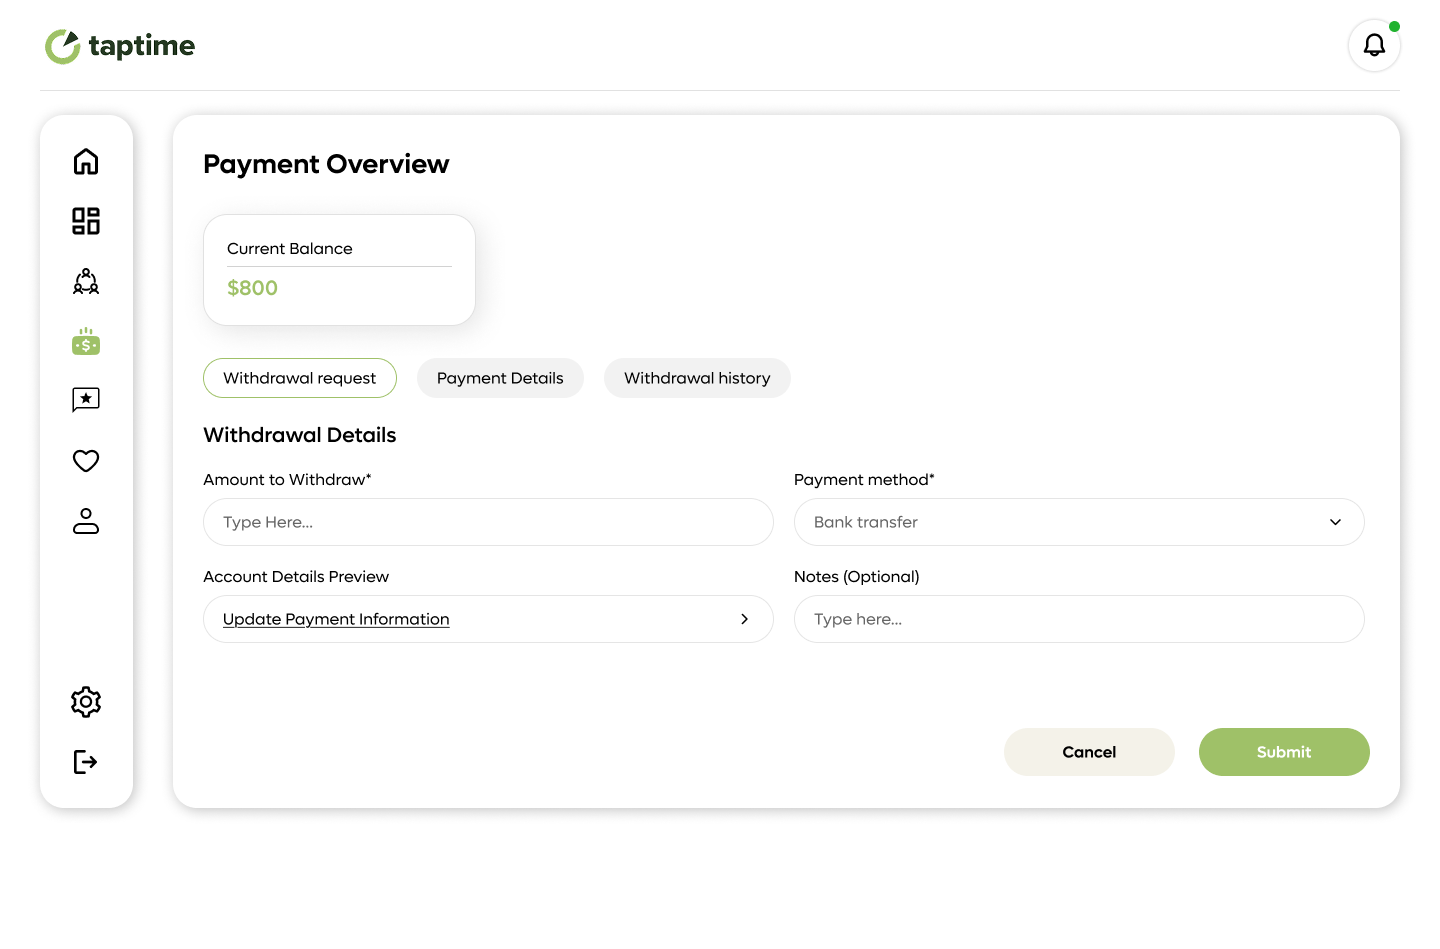 taptime
Payment Overview
Current Balance
$800
Withdrawal request
Payment Details
Withdrawal history
Withdrawal Details
Amount to Withdraw*
Payment method*
Type Here...
Bank transfer
Account Details Preview
Notes (Optional)
Update Payment Information
Type here...
Cancel
Submit